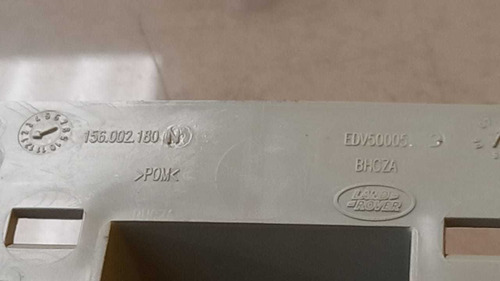 156.002.180
EDV50005
>POM<
BHCZA
LAND
ROVER